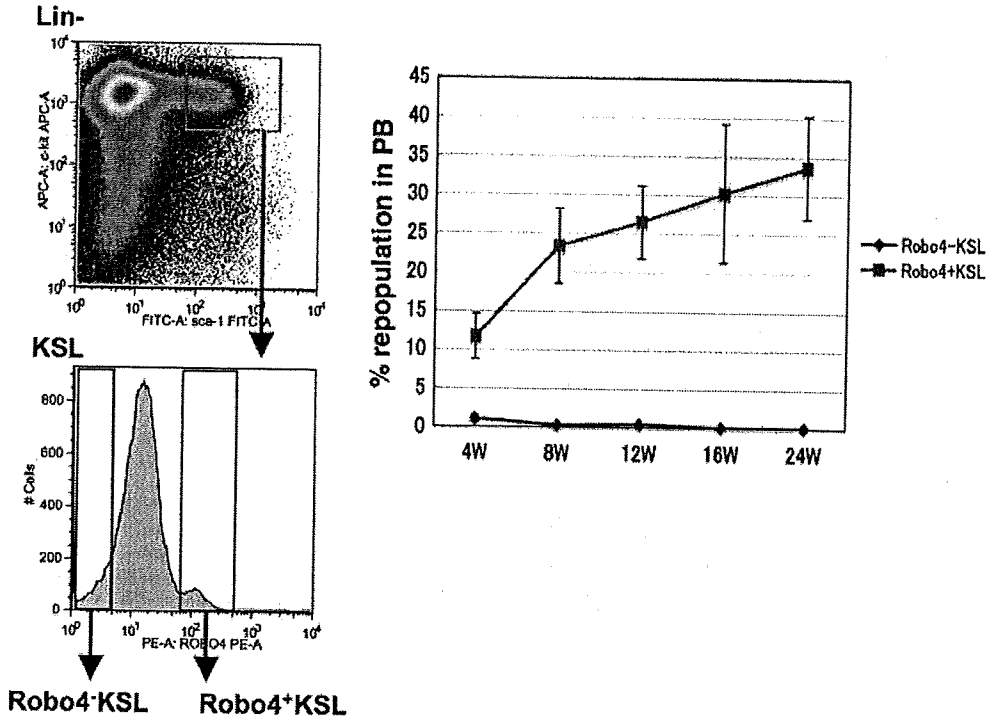 Lin-
10⁴
10³
10²
10¹
10⁰
APC-A: c-kit APC-A
10⁰ 10¹ 10² 10³ 10⁴
FITC-A: sca-1 FITC-A
KSL
800
600
400
200
0
# Cells
10⁰ 10¹ 10² 10³ 10⁴
PE-A: ROBO4 PE-A
Robo4⁻KSL Robo4⁺KSL
% repopulation in PB
45
40
35
30
25
20
15
10
5
0
4W 8W 12W 16W 24W
Robo4-KSL
Robo4+KSL